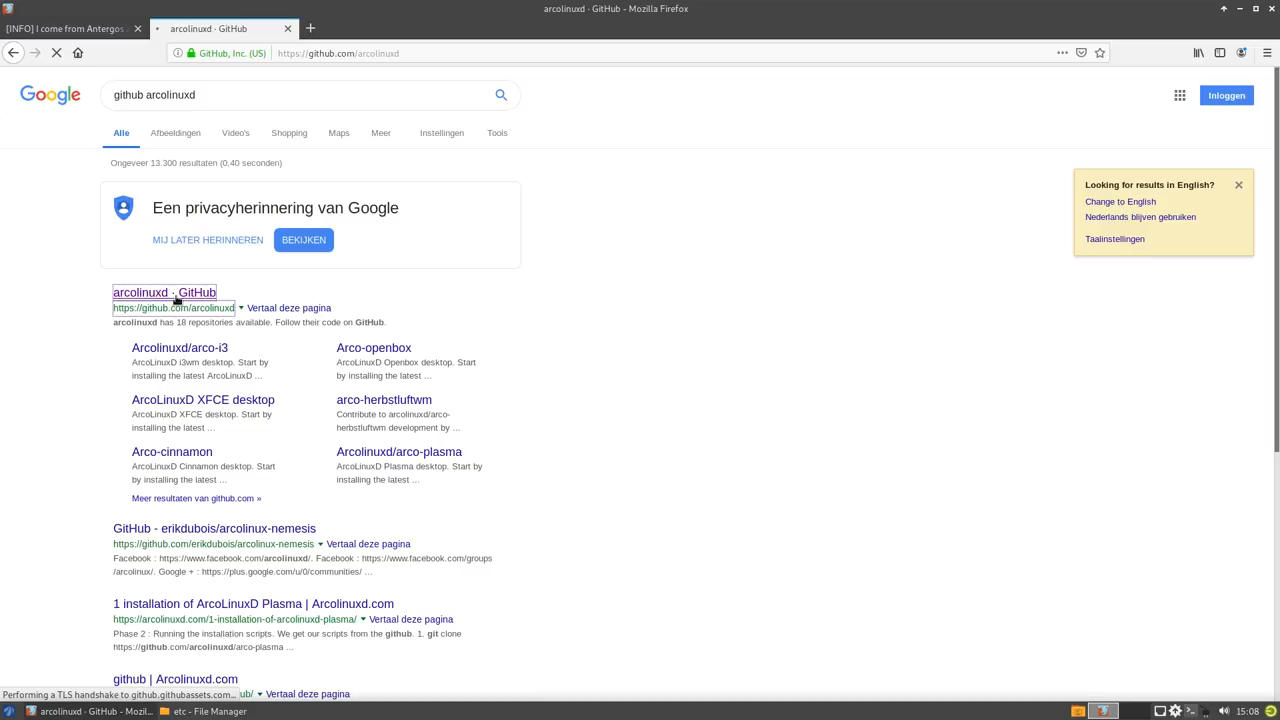 arcolinuxd · GitHub - Mozilla Firefox
[INFO] I come from Antergos
arcolinuxd · GitHub
GitHub, Inc. (US)
https://github.com/arcolinuxd
Google
github arcolinuxd
Inloggen
Alle
Afbeeldingen
Video's
Shopping
Maps
Meer
Instellingen
Tools
Ongeveer 13.300 resultaten (0,40 seconden)
Een privacyherinnering van Google
MIJ LATER HERINNEREN
BEKIJKEN
Looking for results in English?
Change to English
Nederlands blijven gebruiken
Taalinstellingen
arcolinuxd · GitHub
https://github.com/arcolinuxd
Vertaal deze pagina
arcolinuxd has 18 repositories available. Follow their code on GitHub.
Arcolinuxd/arco-i3
ArcoLinuxD i3wm desktop. Start by
installing the latest ArcoLinuxD ...
Arco-openbox
ArcoLinuxD Openbox desktop. Start
by installing the latest ...
ArcoLinuxD XFCE desktop
ArcoLinuxD XFCE desktop. Start by
installing the latest ...
arco-herbstluftwm
Contribute to arcolinuxd/arco-
herbstluftwm development by ...
Arco-cinnamon
ArcoLinuxD Cinnamon desktop. Start
by installing the latest ...
Arcolinuxd/arco-plasma
ArcoLinuxD Plasma desktop. Start by
installing the latest ...
Meer resultaten van github.com »
GitHub - erikdubois/arcolinux-nemesis
https://github.com/erikdubois/arcolinux-nemesis
Vertaal deze pagina
Facebook : https://www.facebook.com/arcolinuxd/. Facebook : https://www.facebook.com/groups
/arcolinux/. Google + : https://plus.google.com/u/0/communities/ ...
1 installation of ArcoLinuxD Plasma | Arcolinuxd.com
https://arcolinuxd.com/1-installation-of-arcolinuxd-plasma/
Vertaal deze pagina
Phase 2 : Running the installation scripts. We get our scripts from the github. 1. git clone
https://github.com/arcolinuxd/arco-plasma ...
github | Arcolinuxd.com
ub/
Vertaal deze pagina
Performing a TLS handshake to github.githubassets.com...
arcolinuxd · GitHub - Mozil...
etc - File Manager
15:08